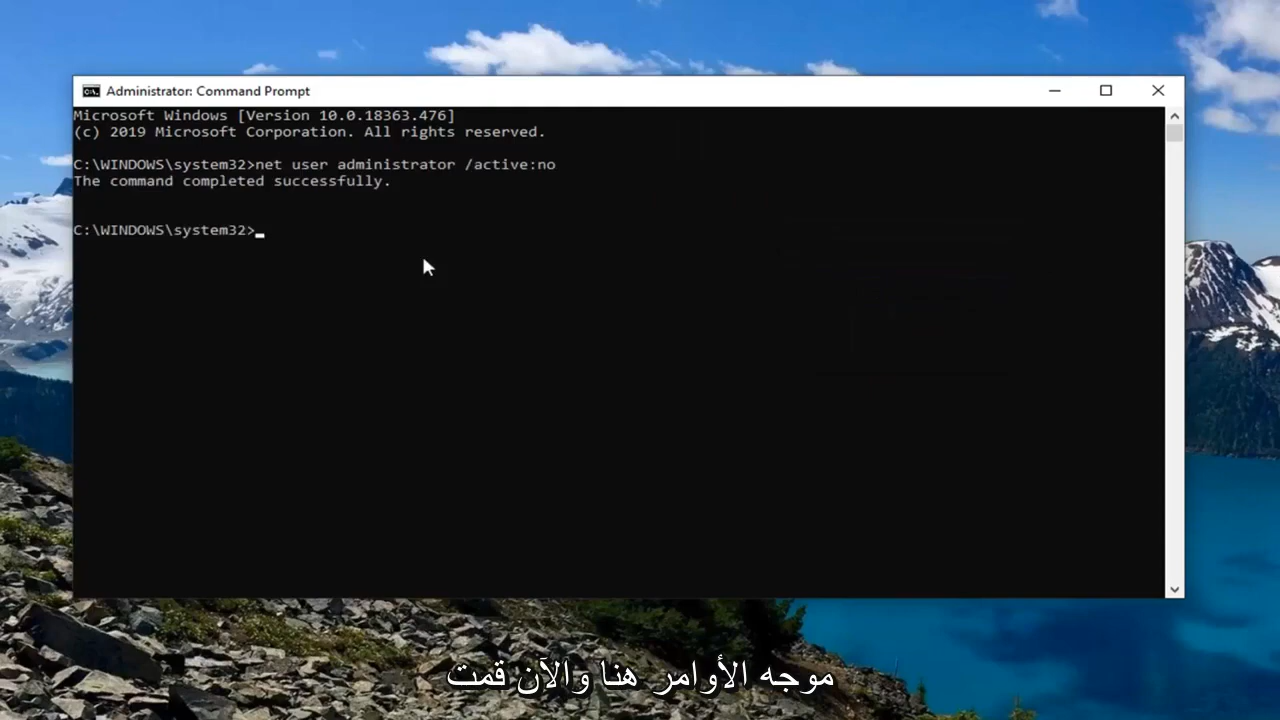 Administrator: Command Prompt
Microsoft Windows [Version 10.0.18363.476]
(c) 2019 Microsoft Corporation. All rights reserved.
C:\WINDOWS\system32>net user administrator /active:no
The command completed successfully.
C:\WINDOWS\system32>
موجه الأوامر هنا والآن قمت